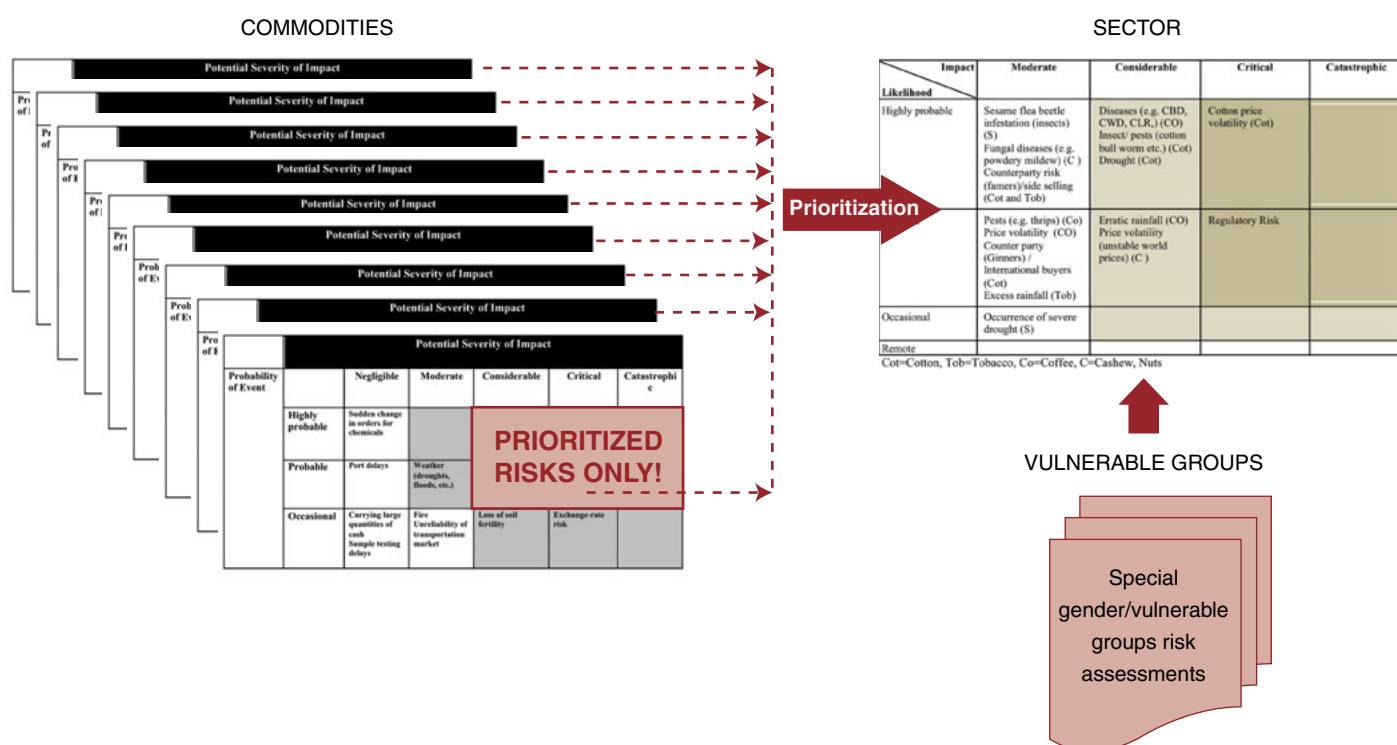 COMMODITIES
Potential Severity of Impact
Potential Severity of Impact
Potential Severity of Impact
Potential Severity of Impact
Potential Severity of Impact
Potential Severity of Impact
Potential Severity of Impact
Potential Severity of Impact
Potential Severity of Impact
Probability
of Event
Negligible
Moderate
Considerable
Critical
Catastrophi
c
Highly
probable
Sudden change
in orders for
chemicals
PRIORITIZED
RISKS ONLY!
Probable
Port delays
Weather
(droughts,
floods, etc.)
Occasional
Carrying large
quantities of
cash
Sample testing
delays
Fire
Unreliability of
transportation
market
Loss of soil
fertility
Exchange-rate
risk
Prioritization
SECTOR
Impact
Likelihood
Moderate
Considerable
Critical
Catastrophic
Highly probable
Sesame flea beetle
infestation (insects)
(S)
Fungal diseases (e.g.
powdery mildew) (C )
Counterparty risk
(famers)/side selling
(Cot and Tob)
Diseases (e.g. CBD,
CWD, CLR,) (CO)
Insect/ pests (cotton
bull worm etc.) (Cot)
Drought (Cot)
Cotton price
volatility (Cot)
Pests (e.g. thrips) (Co)
Price volatility (CO)
Counter party
(Ginners) /
International buyers
(Cot)
Excess rainfall (Tob)
Erratic rainfall (CO)
Price volatility
(unstable world
prices) (C )
Regulatory Risk
Occasional
Occurrence of severe
drought (S)
Remote
Cot=Cotton, Tob=Tobacco, Co=Coffee, C=Cashew, Nuts
VULNERABLE GROUPS
Special
gender/vulnerable
groups risk
assessments